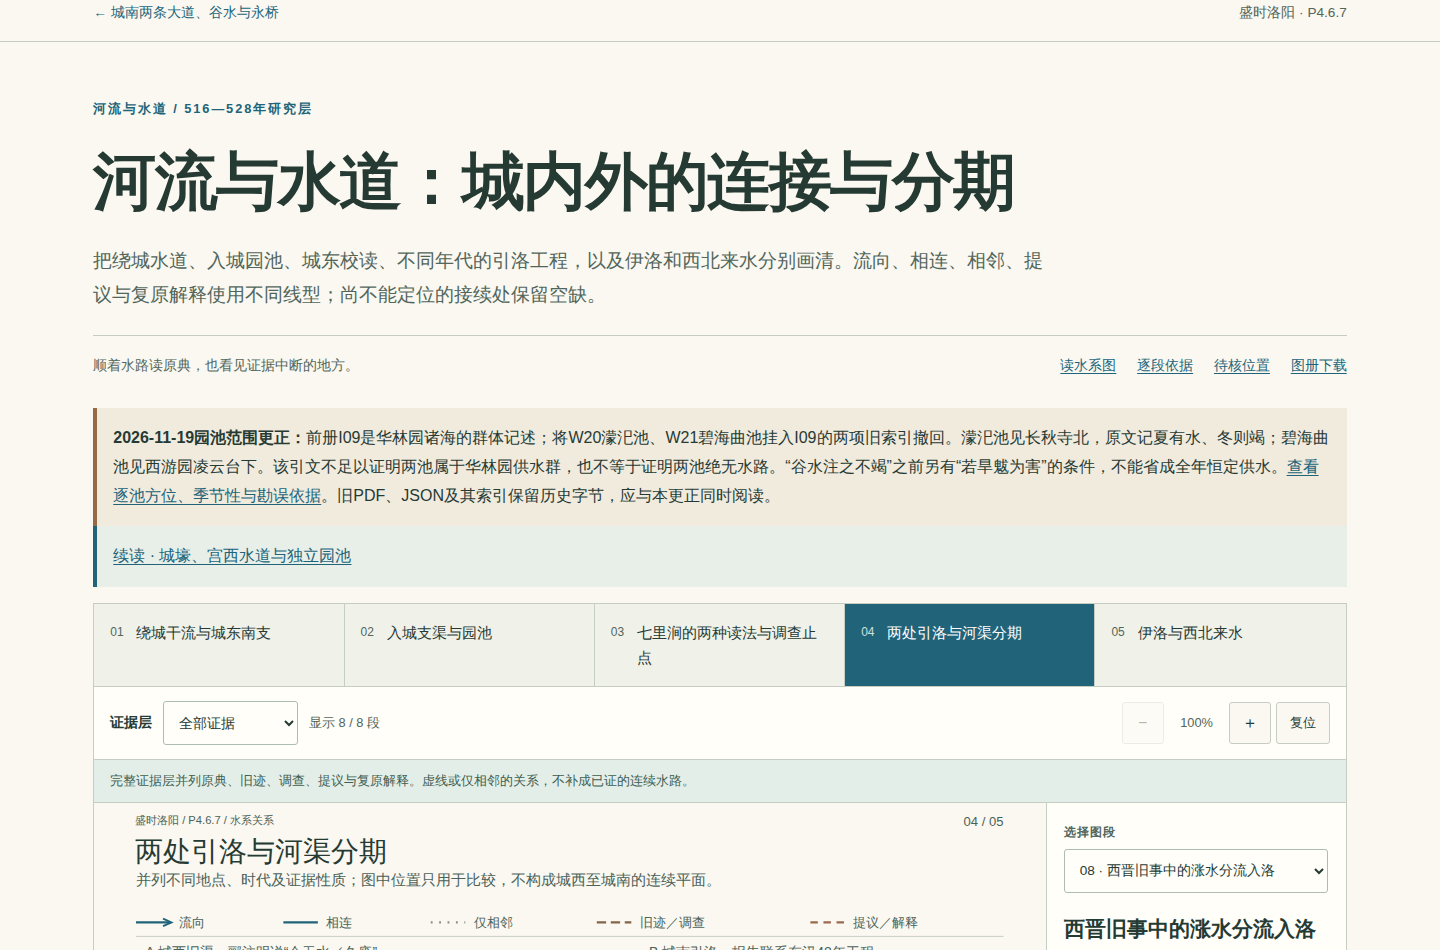 ← 城南两条大道、谷水与永桥
盛时洛阳 · P4.6.7
河流与水道 / 516—528年研究层
河流与水道：城内外的连接与分期
把绕城水道、入城园池、城东校读、不同年代的引洛工程，以及伊洛和西北来水分别画清。流向、相连、相邻、提
议与复原解释使用不同线型；尚不能定位的接续处保留空缺。
顺着水路读原典，也看见证据中断的地方。
读水系图 逐段依据 待核位置 图册下载
2026-11-19园池范围更正：前册I09是华林园诸海的群体记述；将W20濛汜池、W21碧海曲池挂入I09的两项旧索引撤回。濛汜池见长秋寺北，原文记夏有水、冬则竭；碧海曲
池见西游园凌云台下。该引文不足以证明两池属于华林园供水群，也不等于证明两池绝无水路。“谷水注之不竭”之前另有“若旱魃为害”的条件，不能省成全年恒定供水。查看
逐池方位、季节性与勘误依据。旧PDF、JSON及其索引保留历史字节，应与本更正同时阅读。
续读 · 城壕、宫西水道与独立园池
01 绕城干流与城东南支
02 入城支渠与园池
03 七里涧的两种读法与调查止
点
04 两处引洛与河渠分期
05 伊洛与西北来水
证据层 全部证据 显示 8 / 8 段
− 100% + 复位
完整证据层并列原典、旧迹、调查、提议与复原解释。虚线或仅相邻的关系，不补成已证的连续水路。
盛时洛阳 / P4.6.7 / 水系关系
04 / 05
两处引洛与河渠分期
并列不同地点、时代及证据性质；图中位置只用于比较，不构成城西至城南的连续平面。
流向 相连 仅相邻 旧迹／调查 提议／解释
选择图段
08 · 西晋旧事中的涨水分流入洛
西晋旧事中的涨水分流入洛